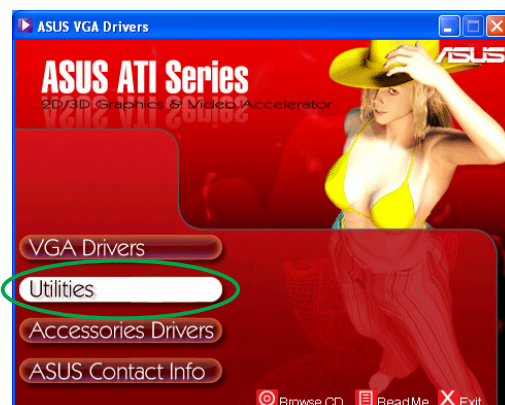 ASUS VGA Drivers
ASUS
ASUS ATI Series
2D/3D Graphics & Video Accelerator
VGA Drivers
Utilities
Accessories Drivers
ASUS Contact Info
Browse CD ReadMe Exit